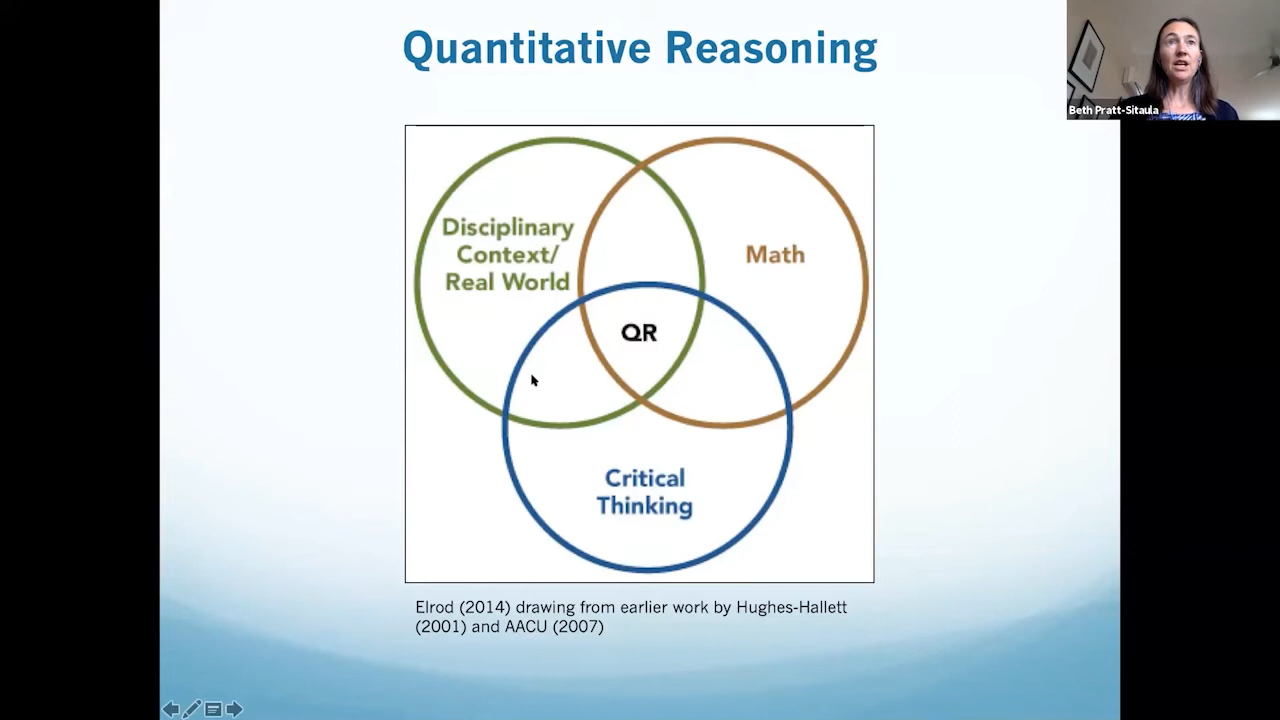 Quantitative Reasoning
Beth Pratt-Sitaula
Disciplinary
Context/
Real World
Math
QR
Critical
Thinking
Elrod (2014) drawing from earlier work by Hughes-Hallett
(2001) and AACU (2007)